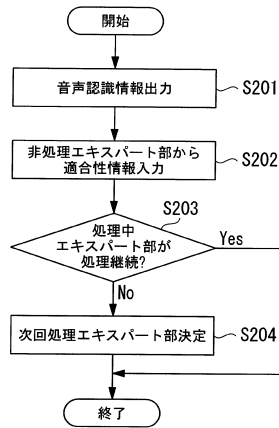 開始
音声認識情報出力
S201
非処理エキスパート部から
適合性情報入力
S202
S203
処理中
エキスパート部が
処理継続?
Yes
No
次回処理エキスパート部決定
S204
終了